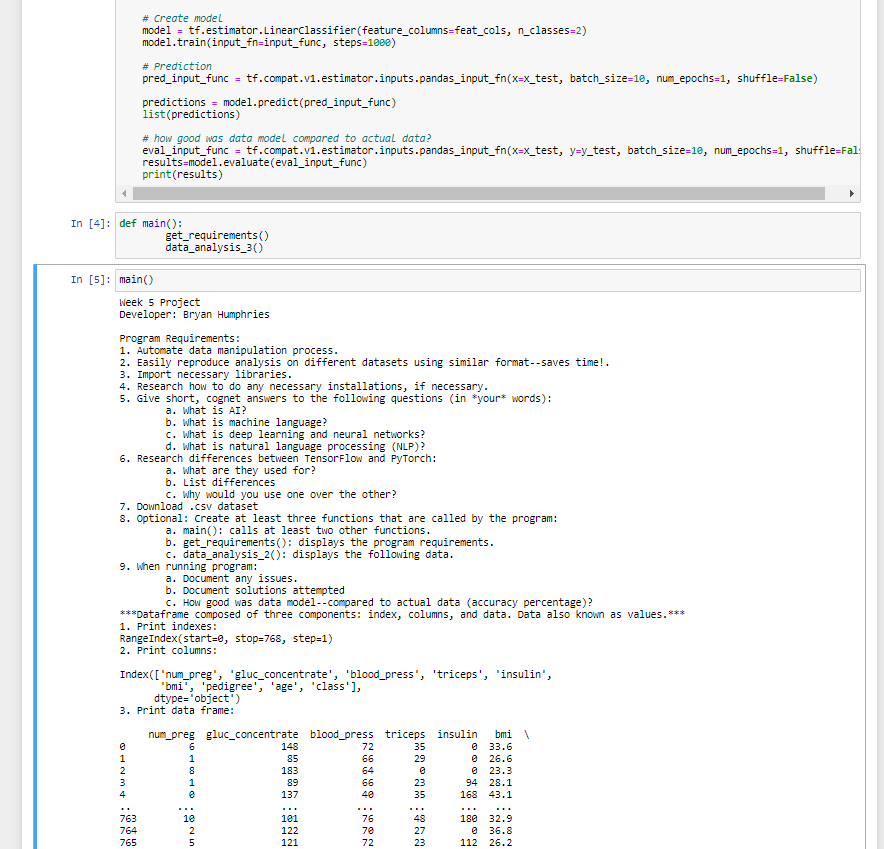 # Create model
model = tf.estimator.LinearClassifier(feature_columns=feat_cols, n_classes=2)
model.train(input_fn=input_func, steps=1000)
# Prediction
pred_input_func = tf.compat.v1.estimator.inputs.pandas_input_fn(x=x_test, batch_size=10, num_epochs=1, shuffle=False)
predictions = model.predict(pred_input_func)
list(predictions)
# how good was data model compared to actual data?
eval_input_func = tf.compat.v1.estimator.inputs.pandas_input_fn(x=x_test, y=y_test, batch_size=10, num_epochs=1, shuffle=Fal
results=model.evaluate(eval_input_func)
print(results)
In [4]: def main():
get_requirements()
data_analysis_3()
In [5]: main()
Week 5 Project
Developer: Bryan Humphries
Program Requirements:
1. Automate data manipulation process.
2. Easily reproduce analysis on different datasets using similar format--saves time!.
3. Import necessary libraries.
4. Research how to do any necessary installations, if necessary.
5. Give short, cognet answers to the following questions (in *your* words):
a. What is AI?
b. What is machine language?
c. What is deep learning and neural networks?
d. What is natural language processing (NLP)?
6. Research differences between TensorFlow and PyTorch:
a. What are they used for?
b. List differences
c. Why would you use one over the other?
7. Download .csv dataset
8. Optional: Create at least three functions that are called by the program:
a. main(): calls at least two other functions.
b. get_requirements(): displays the program requirements.
c. data_analysis_2(): displays the following data.
9. When running program:
a. Document any issues.
b. Document solutions attempted
c. How good was data model--compared to actual data (accuracy percentage)?
***Dataframe composed of three components: index, columns, and data. Data also known as values.***
1. Print indexes:
RangeIndex(start=0, stop=768, step=1)
2. Print columns:
Index(['num_preg', 'gluc_concentrate', 'blood_press', 'triceps', 'insulin',
'bmi', 'pedigree', 'age', 'class'],
dtype='object')
3. Print data frame:
num_preg gluc_concentrate blood_press triceps insulin bmi \
0 6 148 72 35 0 33.6
1 1 85 66 29 0 26.6
2 8 183 64 0 0 23.3
3 1 89 66 23 94 28.1
4 0 137 40 35 168 43.1
.. ... ... ... ... ... ...
763 10 101 76 48 180 32.9
764 2 122 70 27 0 36.8
765 5 121 72 23 112 26.2